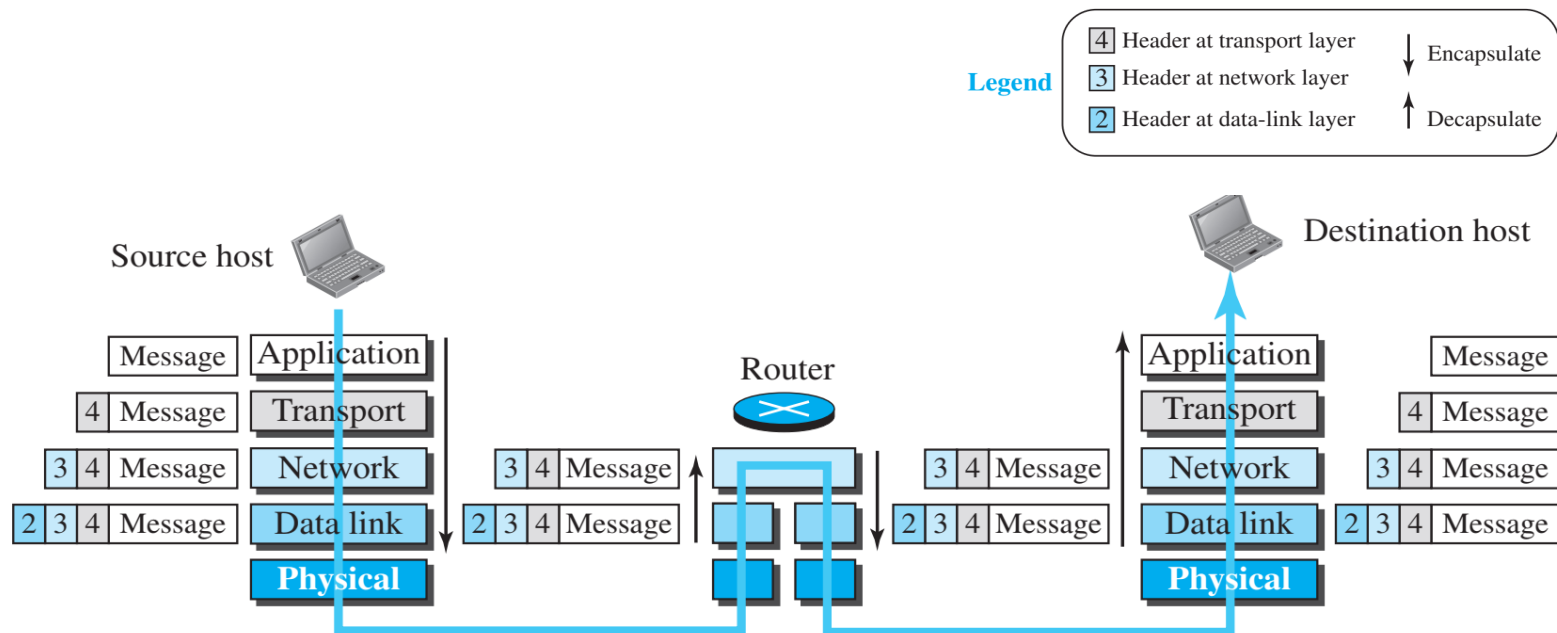 4 Header at transport layer
Encapsulate
Legend
3 Header at network layer
2 Header at data-link layer
Decapsulate
Source host
Destination host
Message Application
Router
Application Message
4 Message Transport
Transport 4 Message
3 4 Message Network
3 4 Message
3 4 Message
Network 3 4 Message
2 3 4 Message Data link
2 3 4 Message
2 3 4 Message
Data link 2 3 4 Message
Physical
Physical